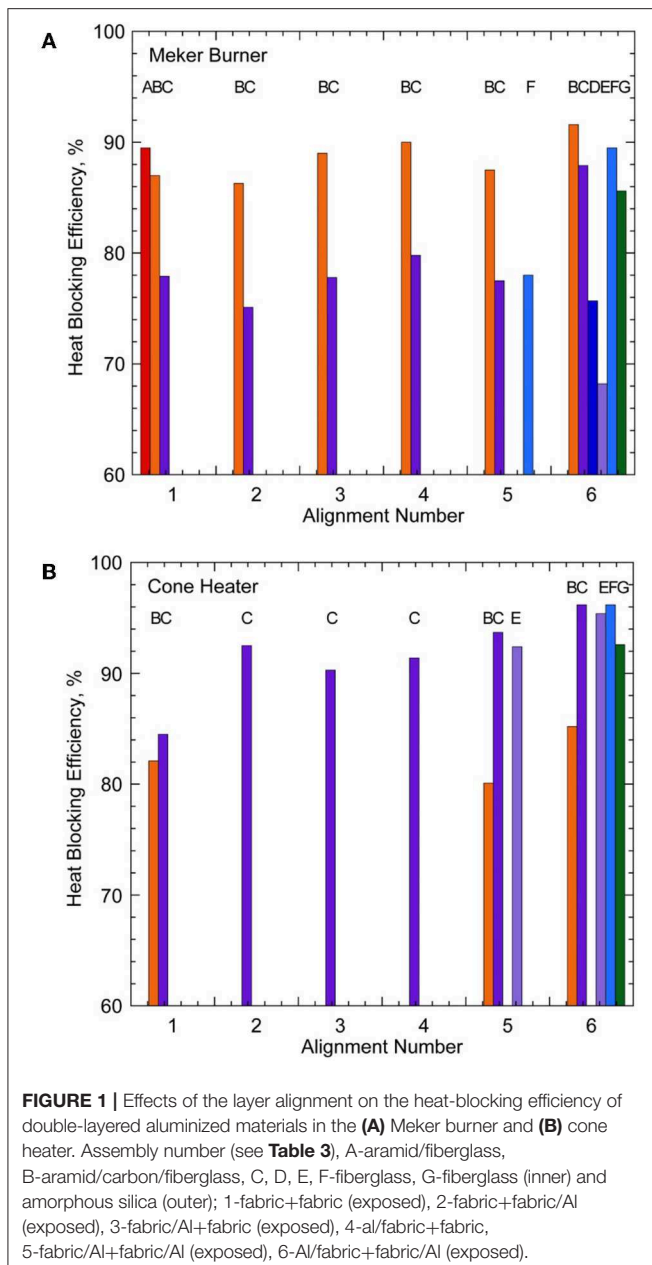 A
Meker Burner
100
90
80
70
60
Heat Blocking Efficiency, %
ABC BC BC BC BC F BCDEFG
1 2 3 4 5 6
Alignment Number
B
Cone Heater
100
90
80
70
60
Heat Blocking Efficiency, %
BC C C C BC E BC EFG
1 2 3 4 5 6
Alignment Number
FIGURE 1 | Effects of the layer alignment on the heat-blocking efficiency of
double-layered aluminized materials in the (A) Meker burner and (B) cone
heater. Assembly number (see Table 3), A-aramid/fiberglass,
B-aramid/carbon/fiberglass, C, D, E, F-fiberglass, G-fiberglass (inner) and
amorphous silica (outer); 1-fabric+fabric (exposed), 2-fabric+fabric/Al
(exposed), 3-fabric/Al+fabric (exposed), 4-al/fabric+fabric,
5-fabric/Al+fabric/Al (exposed), 6-Al/fabric+fabric/Al (exposed).